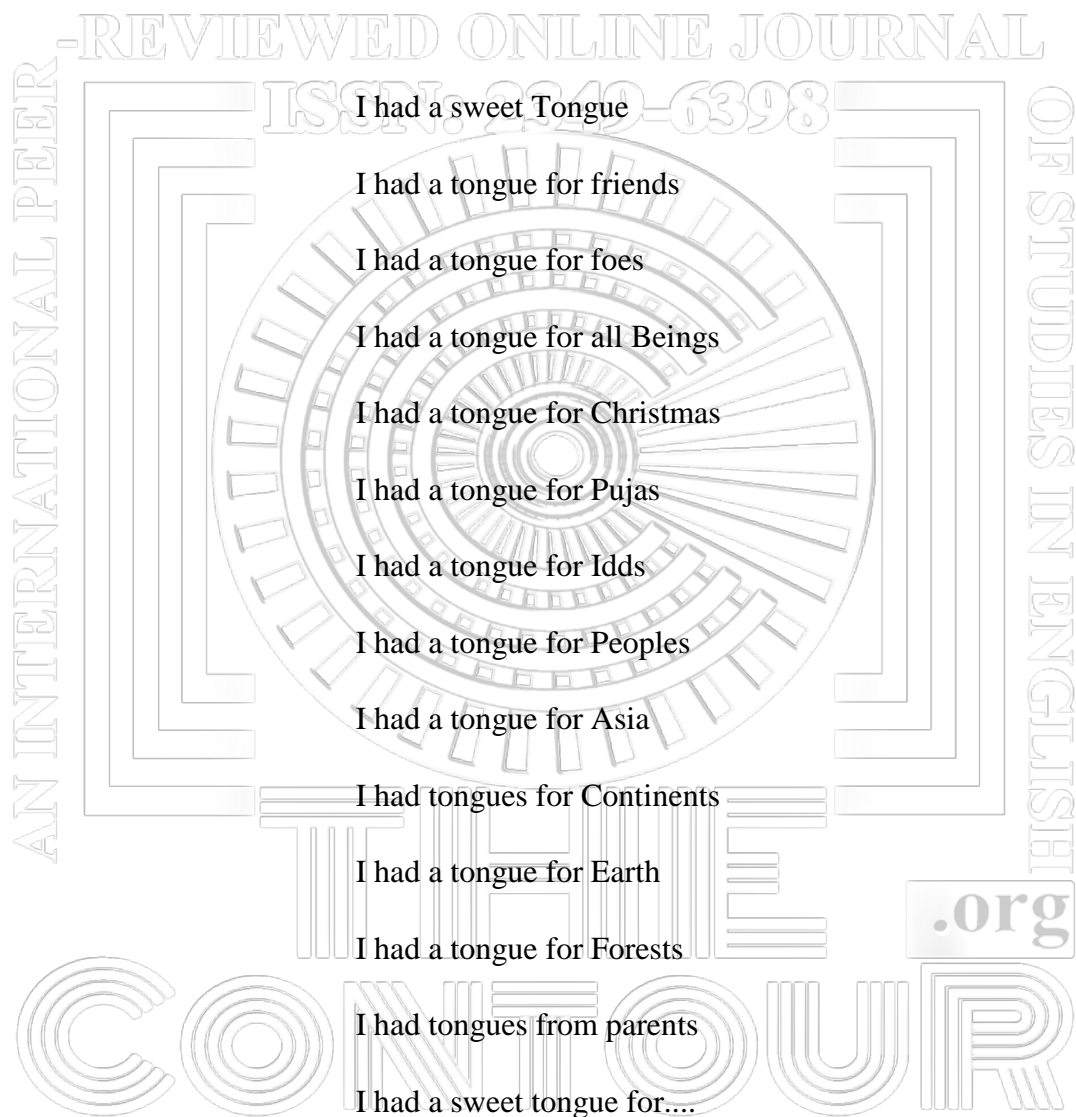 -REVIEWED ONLINE JOURNAL
ISSN: 2349-6398
AN INTERNATIONAL PEER
OF STUDIES IN ENGLISH
I had a sweet Tongue
I had a tongue for friends
I had a tongue for foes
I had a tongue for all Beings
I had a tongue for Christmas
I had a tongue for Pujas
I had a tongue for Idds
I had a tongue for Peoples
I had a tongue for Asia
I had tongues for Continents
I had a tongue for Earth
I had a tongue for Forests
I had tongues from parents
I had a sweet tongue for....
THE
.org
CONTOUR